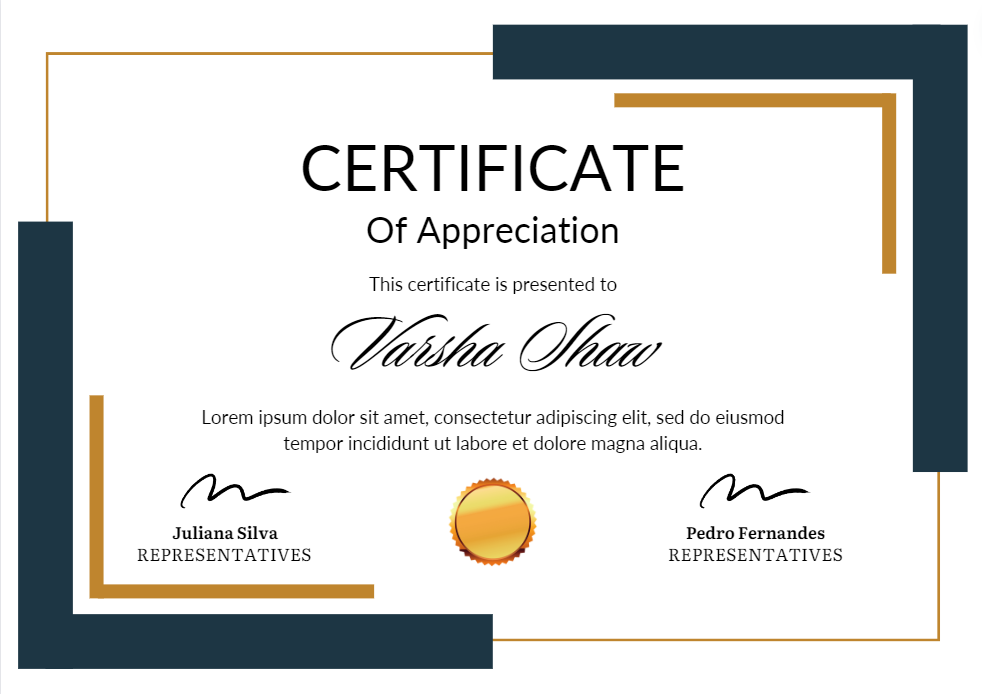 CERTIFICATE
Of Appreciation
This certificate is presented to
Varsha Shaw
Lorem ipsum dolor sit amet, consectetur adipiscing elit, sed do eiusmod
tempor incididunt ut labore et dolore magna aliqua.
Juliana Silva
REPRESENTATIVES
Pedro Fernandes
REPRESENTATIVES